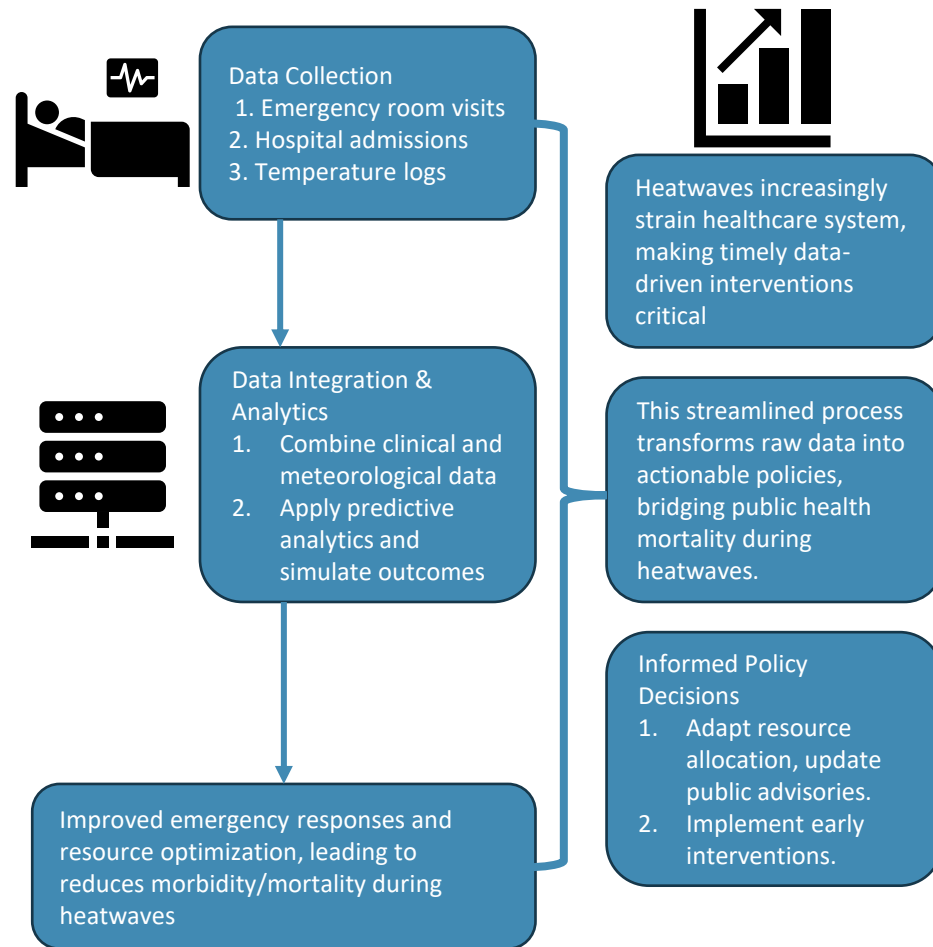 Data Collection
1. Emergency room visits
2. Hospital admissions
3. Temperature logs
Data Integration &
Analytics
1. Combine clinical and
meteorological data
2. Apply predictive
analytics and
simulate outcomes
Improved emergency responses and
resource optimization, leading to
reduces morbidity/mortality during
heatwaves
Heatwaves increasingly
strain healthcare system,
making timely data-
driven interventions
critical
This streamlined process
transforms raw data into
actionable policies,
bridging public health
mortality during
heatwaves.
Informed Policy
Decisions
1. Adapt resource
allocation, update
public advisories.
2. Implement early
interventions.